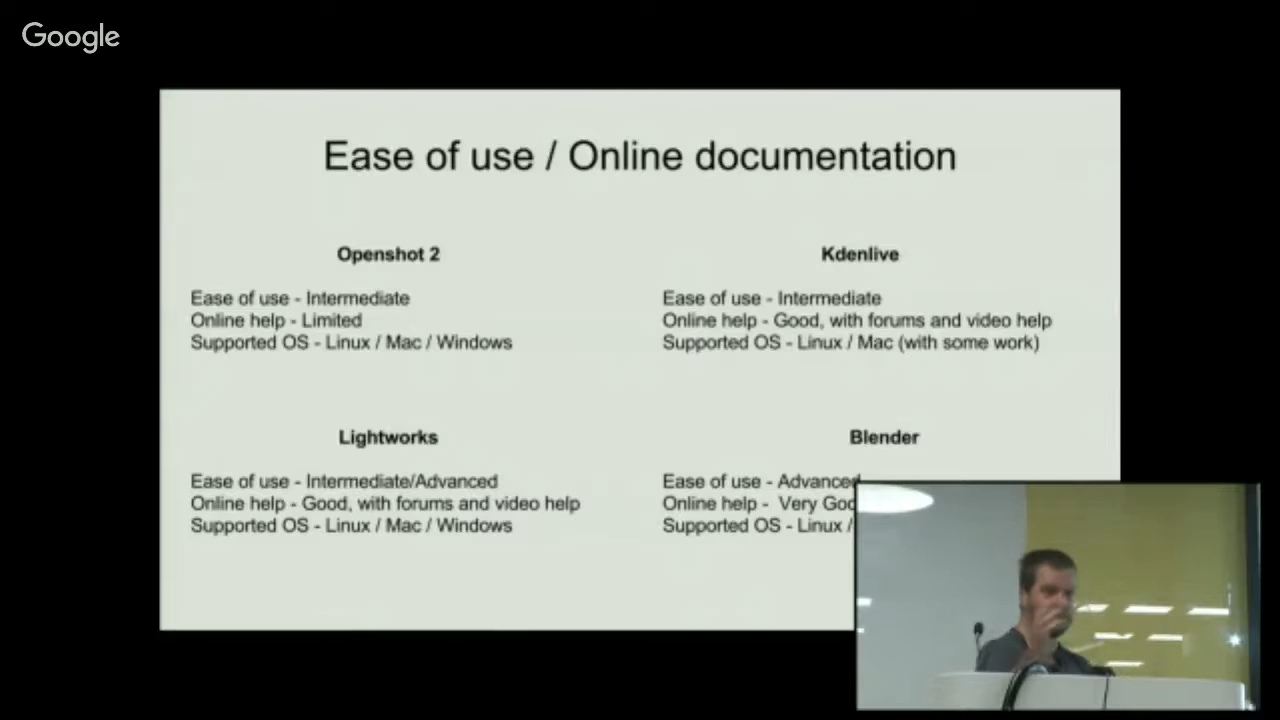 Google
Ease of use / Online documentation
Openshot 2
Ease of use - Intermediate
Online help - Limited
Supported OS - Linux / Mac / Windows
Kdenlive
Ease of use - Intermediate
Online help - Good, with forums and video help
Supported OS - Linux / Mac (with some work)
Lightworks
Ease of use - Intermediate/Advanced
Online help - Good, with forums and video help
Supported OS - Linux / Mac / Windows
Blender
Ease of use - Advanced
Online help - Very
Supported OS - Linux /